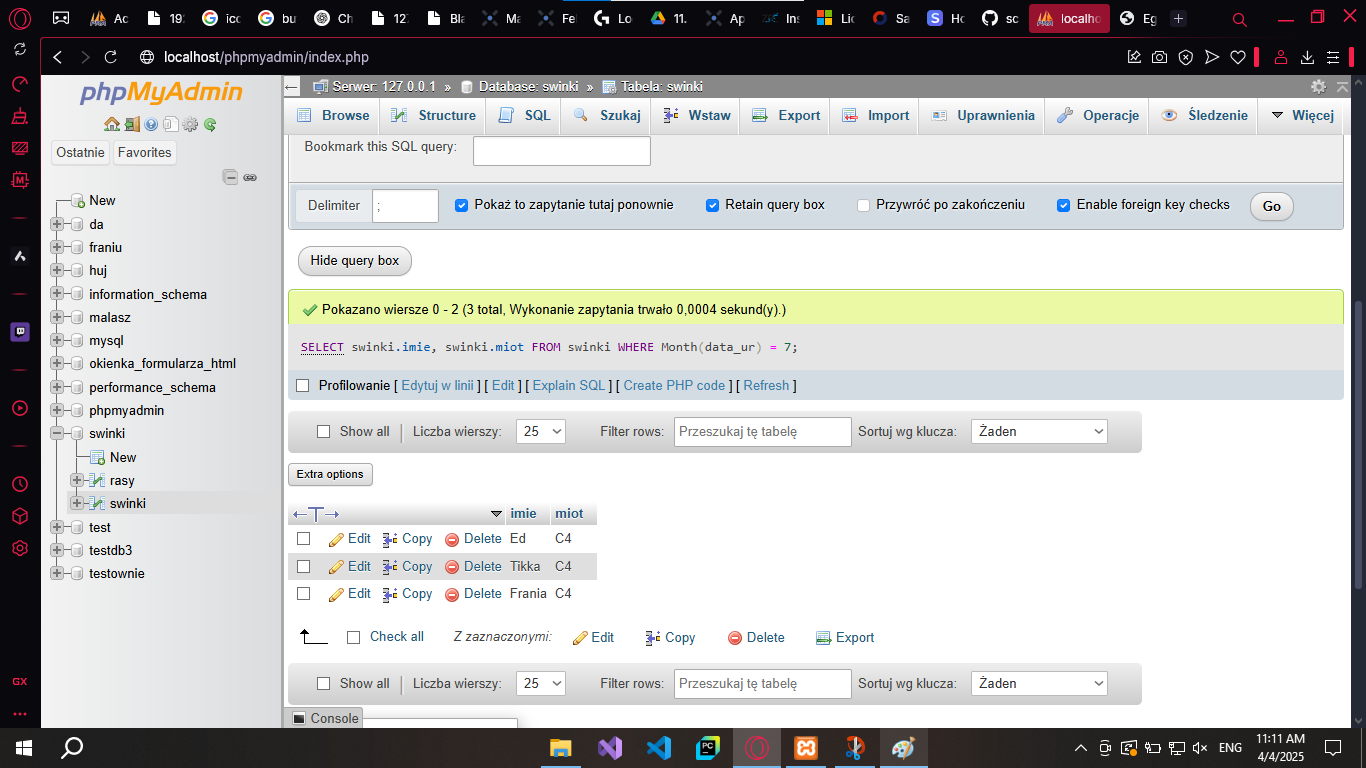 Ac
192
icc
bu
Ch
127
Bla
Ma
Fel
Lo
11.
Ap
Ins
Lic
Sa
Ho
sc
localho
Eg
localhost/phpmyadmin/index.php
phpMyAdmin
Ostatnie Favorites
New
da
franiu
huj
information_schema
malasz
mysql
okienka_formularza_html
performance_schema
phpmyadmin
swinki
New
rasy
swinki
test
testdb3
testownie
Serwer: 127.0.0.1 » Database: swinki » Tabela: swinki
Browse Structure SQL Szukaj Wstaw Export Import Uprawnienia Operacje Śledzenie Więcej
Bookmark this SQL query:
Delimiter ; Pokaż to zapytanie tutaj ponownie Retain query box Przywróć po zakończeniu Enable foreign key checks Go
Hide query box
Pokazano wiersze 0 - 2 (3 total, Wykonanie zapytania trwało 0,0004 sekund(y).)
SELECT swinki.imie, swinki.miot FROM swinki WHERE Month(data_ur) = 7;
Profilowanie [ Edytuj w linii ] [ Edit ] [ Explain SQL ] [ Create PHP code ] [ Refresh ]
Show all Liczba wierszy: 25 Filter rows: Przeszukaj tę tabelę Sortuj wg klucza: Żaden
Extra options
imie miot
Edit Copy Delete Ed C4
Edit Copy Delete Tikka C4
Edit Copy Delete Frania C4
Check all Z zaznaczonymi: Edit Copy Delete Export
Show all Liczba wierszy: 25 Filter rows: Przeszukaj tę tabelę Sortuj wg klucza: Żaden
Console
GX
ENG
11:11 AM
4/4/2025